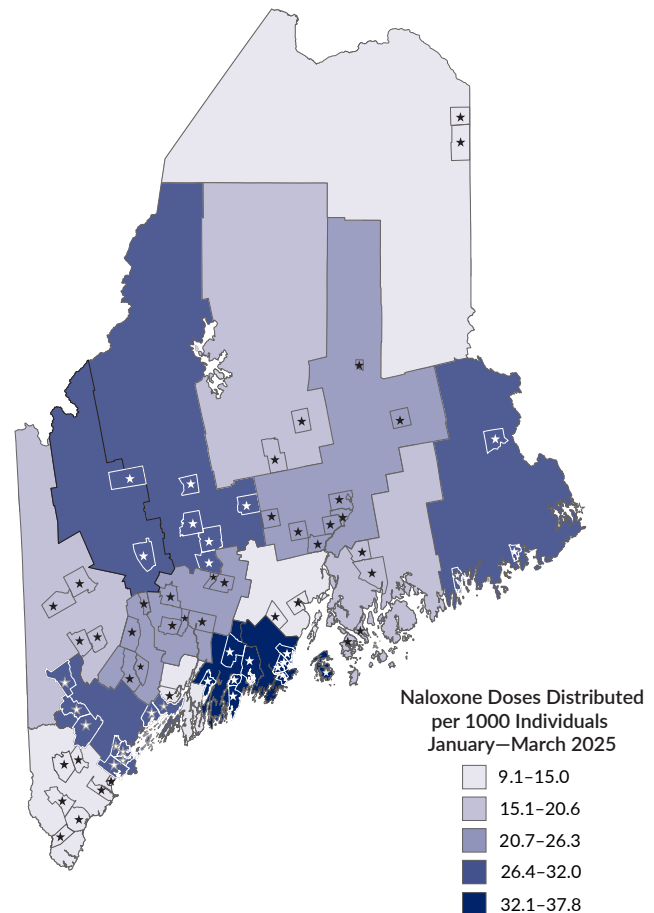 Naloxone Doses Distributed
per 1000 Individuals
January—March 2025
9.1–15.0
15.1–20.6
20.7–26.3
26.4–32.0
32.1–37.8